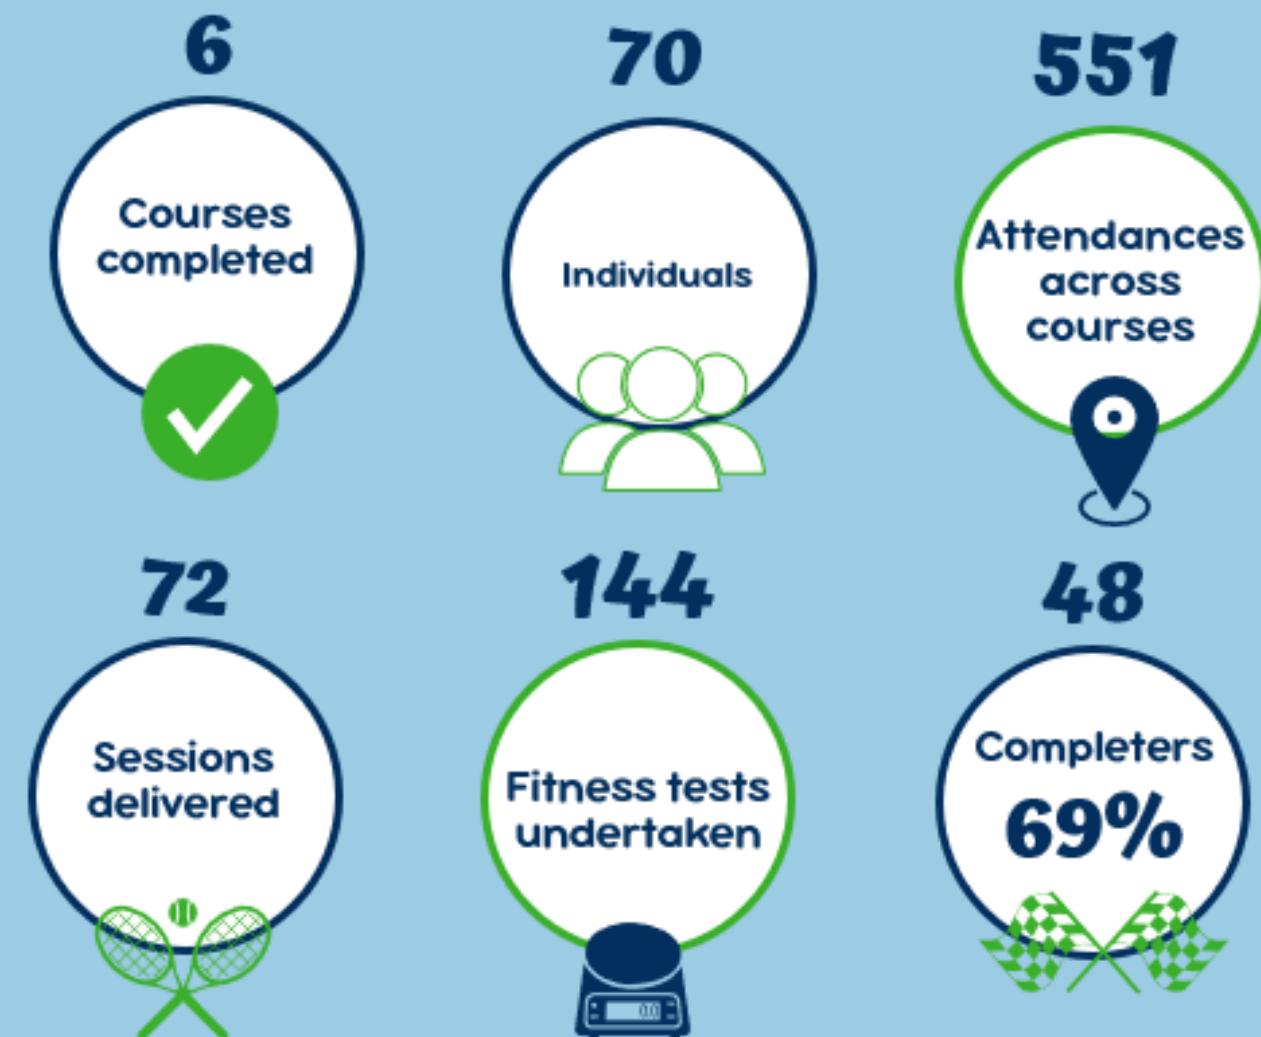 6
Courses
completed
70
Individuals
551
Attendances
across
courses
72
Sessions
delivered
144
Fitness tests
undertaken
00
48
Completers
69%